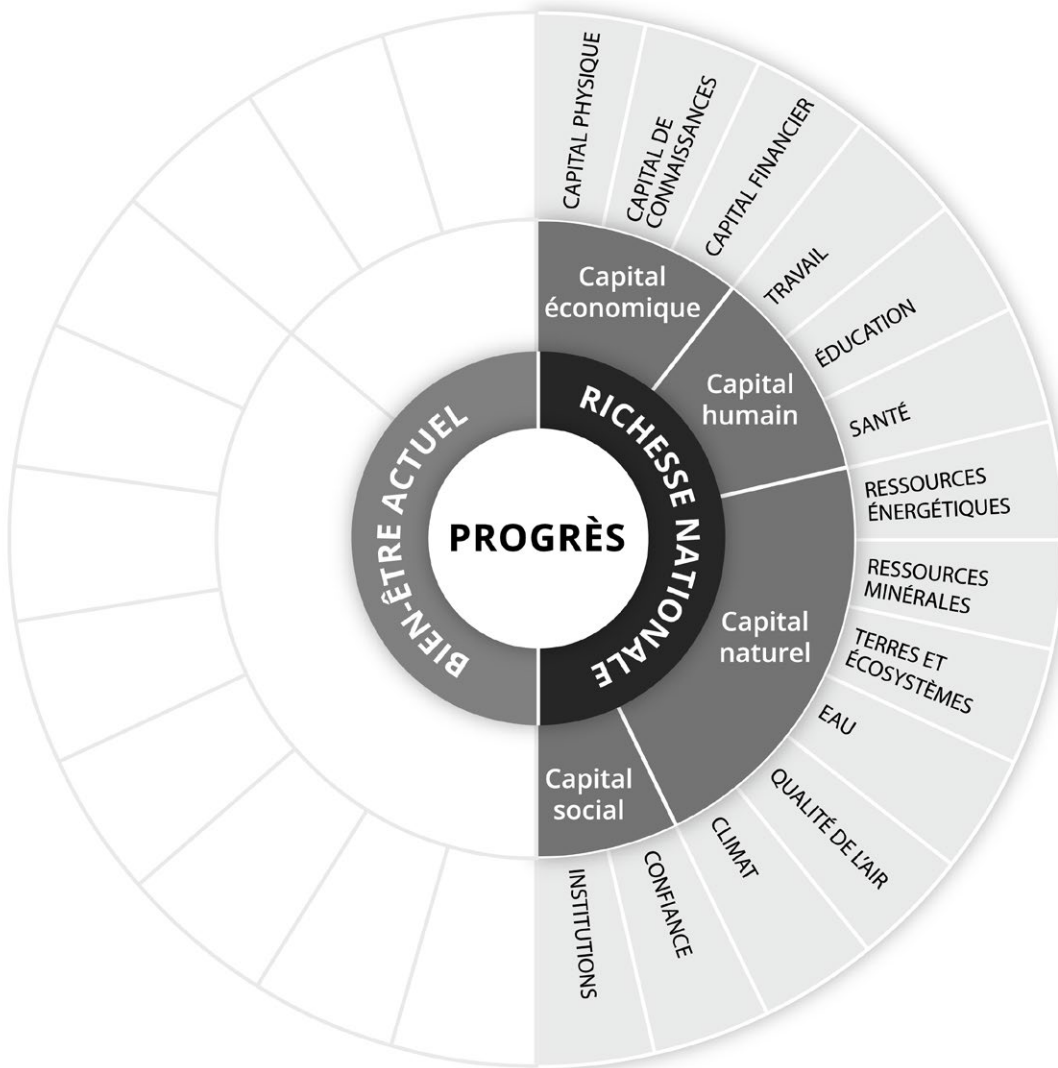 PROGRÈS
BIEN-ÊTRE ACTUEL
RICHESSE NATIONALE
Capital
économique
CAPITAL PHYSIQUE
CAPITAL DE
CONNAISSANCES
CAPITAL FINANCIER
Capital
humain
TRAVAIL
ÉDUCATION
SANTÉ
Capital
naturel
RESSOURCES
ÉNERGÉTIQUES
RESSOURCES
MINÉRALES
TERRES ET
ÉCOSYSTÈMES
EAU
QUALITÉ DE L'AIR
CLIMAT
Capital
social
CONFIANCE
INSTITUTIONS